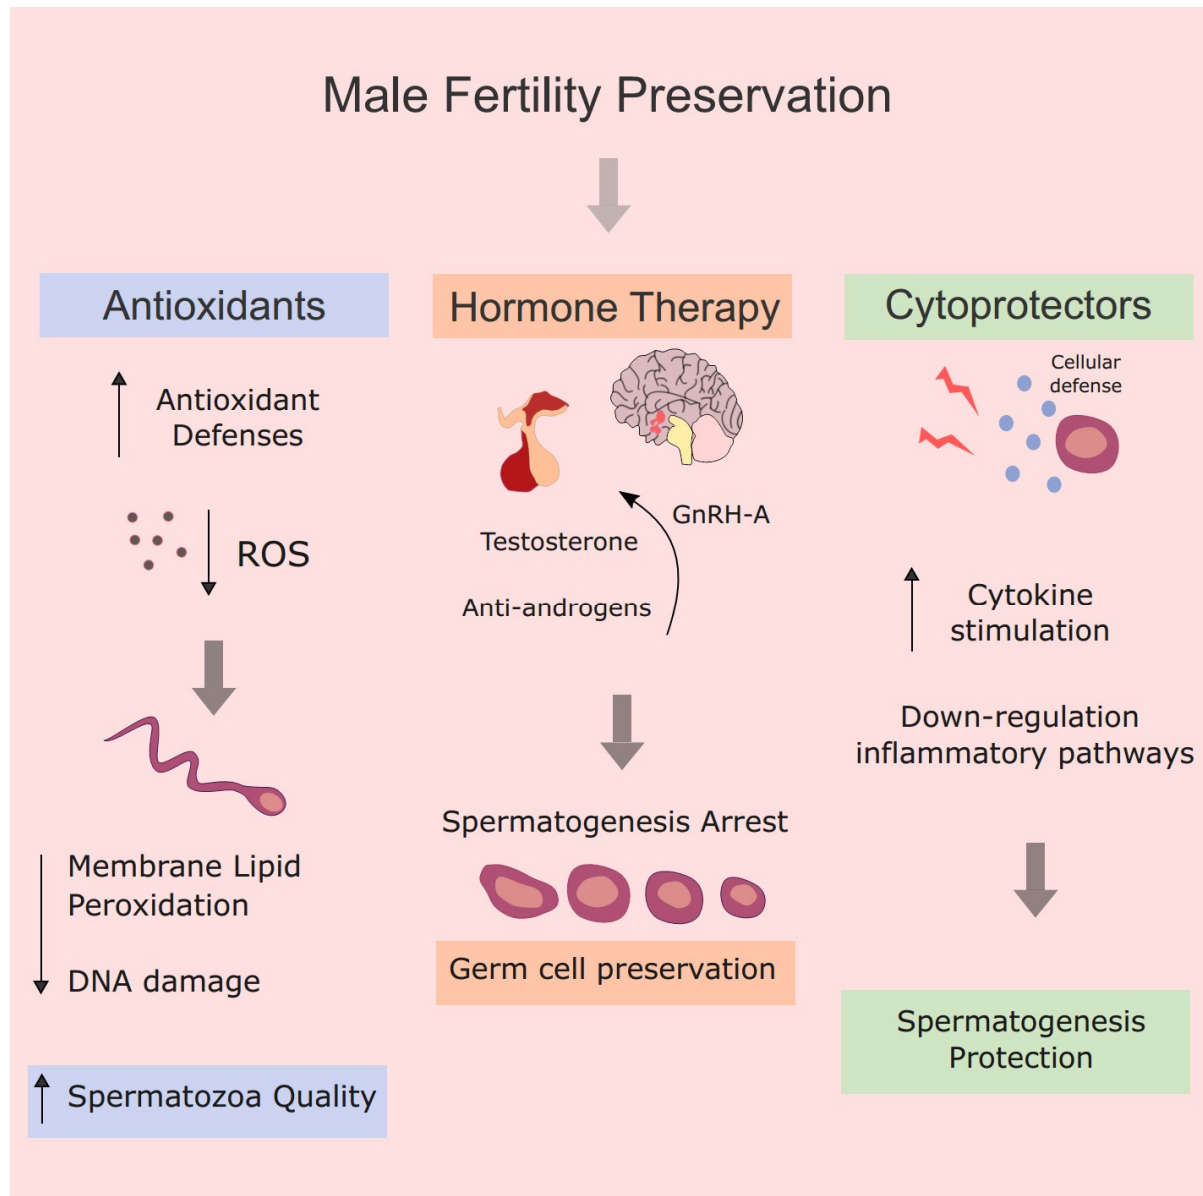 Male Fertility Preservation
Antioxidants
Antioxidant
Defenses
ROS
Membrane Lipid
Peroxidation
DNA damage
Spermatozoa Quality
Hormone Therapy
GnRH-A
Testosterone
Anti-androgens
Spermatogenesis Arrest
Germ cell preservation
Cytoprotectors
Cellular
defense
Cytokine
stimulation
Down-regulation
inflammatory pathways
Spermatogenesis
Protection